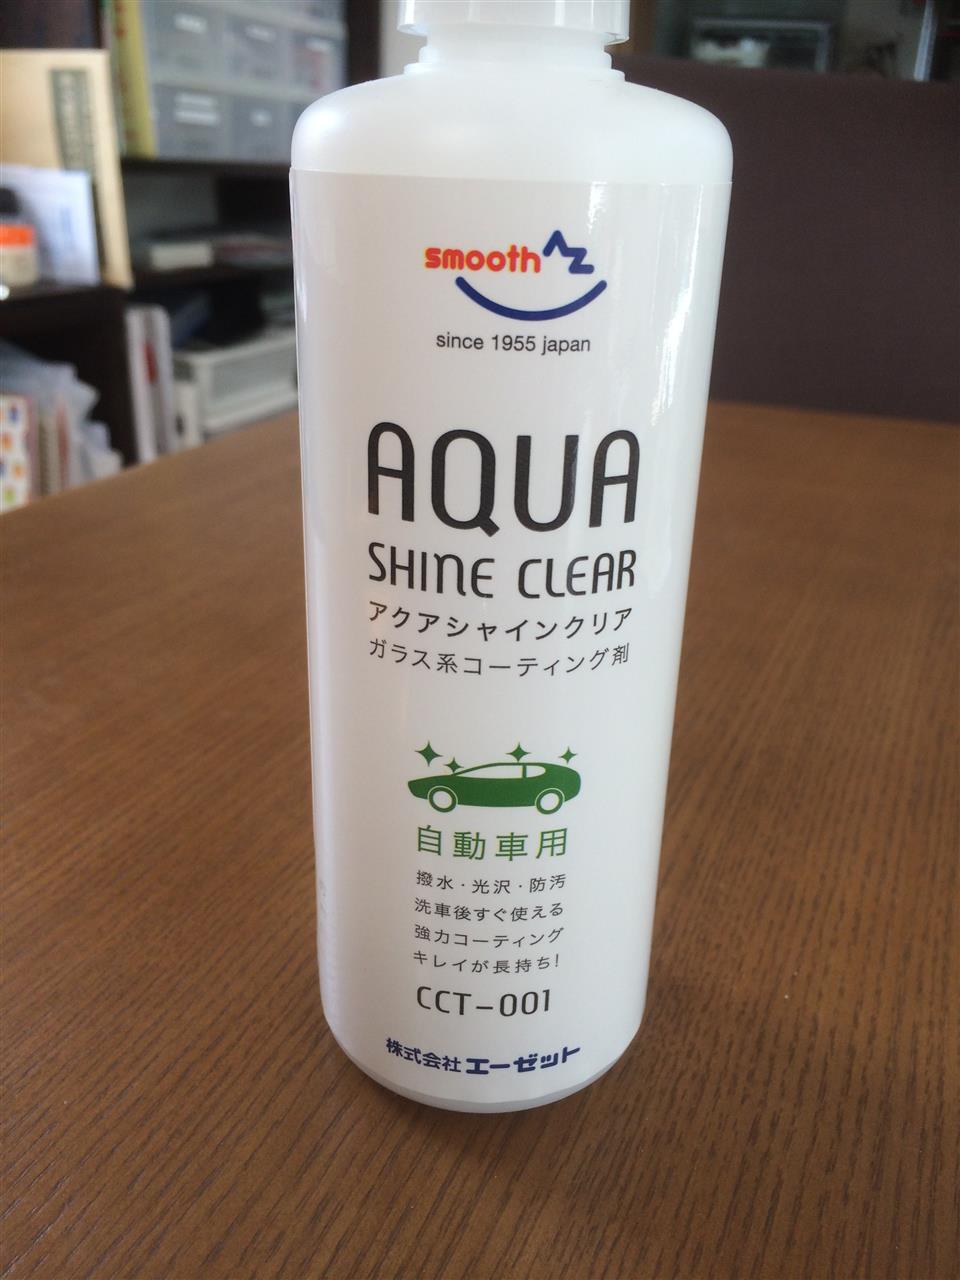 smooth AZ
since 1955 japan
AQUA
SHINE CLEAR
アクアシャインクリア
ガラス系コーティング剤
自動車用
撥水・光沢・防汚
洗車後すぐ使える
強力コーティング
キレイが長持ち!
CCT-001
株式会社エーゼット